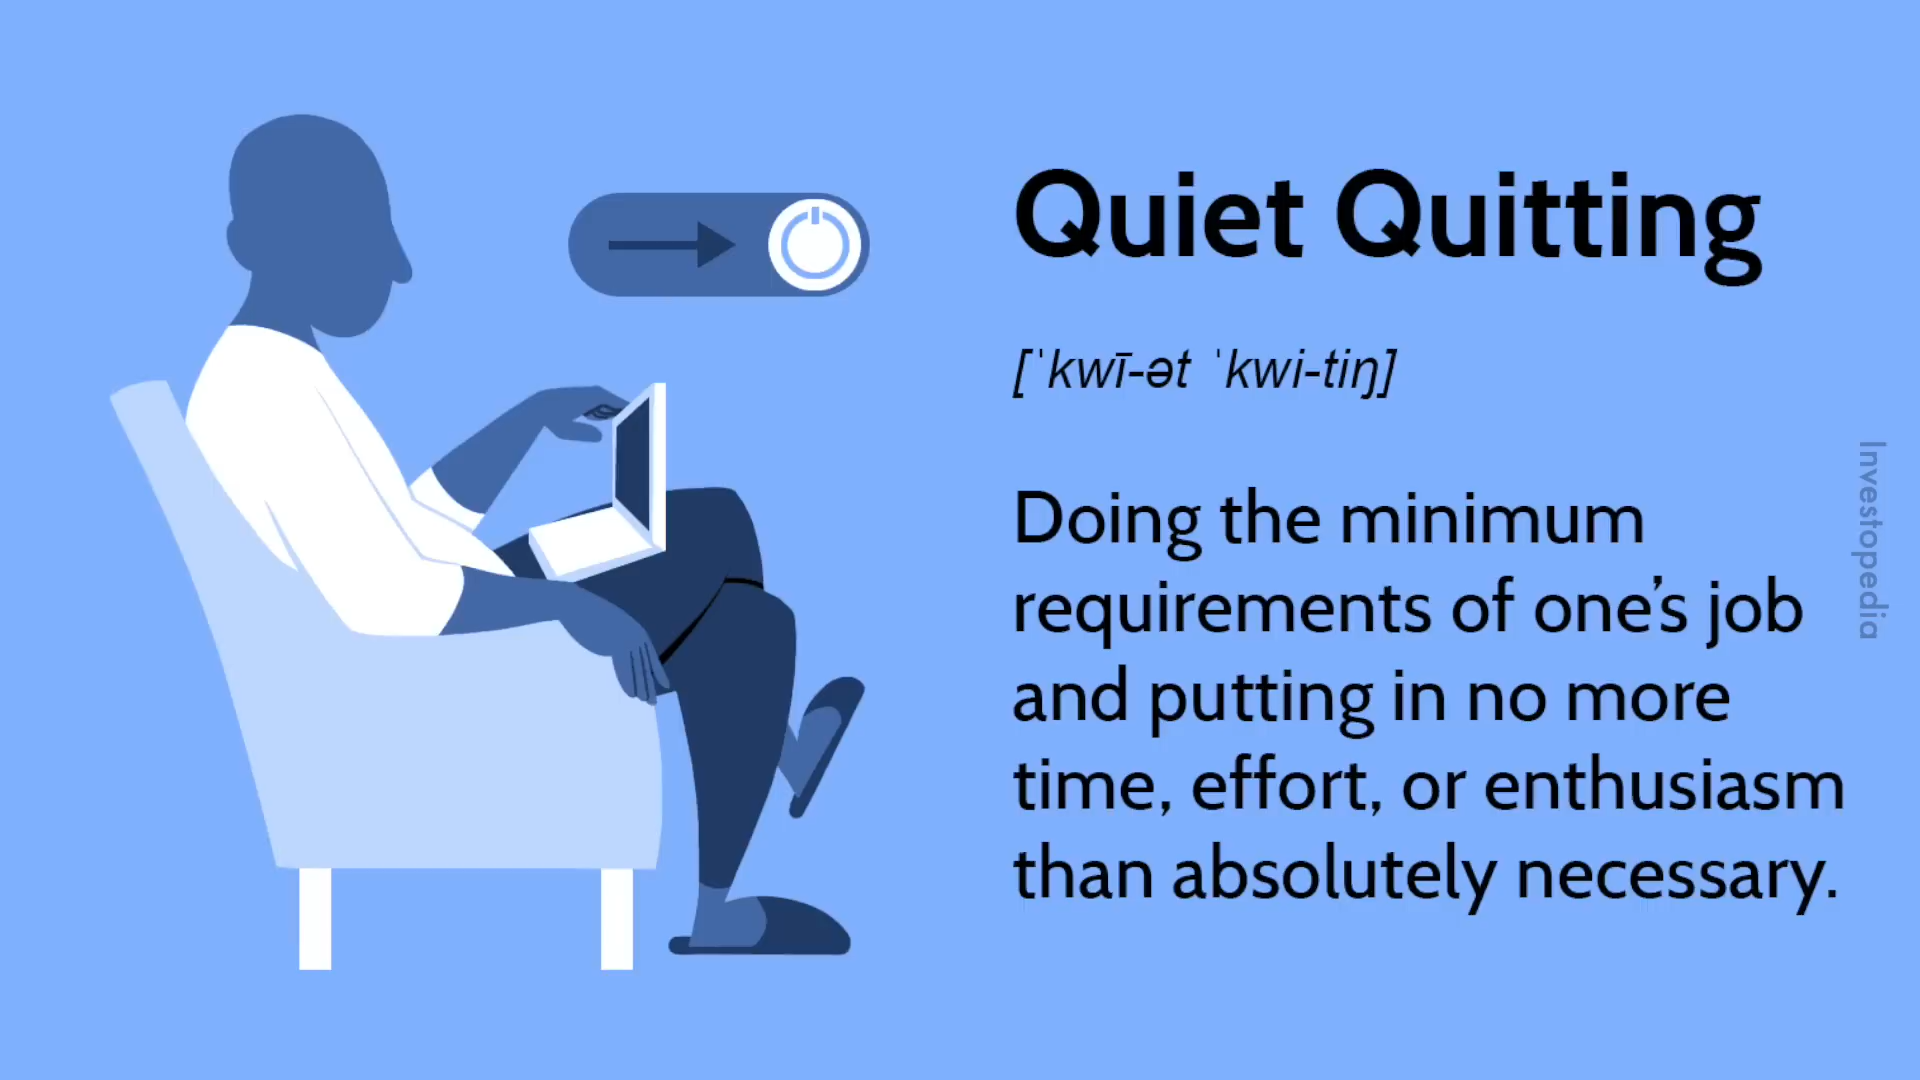 Quiet Quitting
[ˈkwī-ət ˈkwi-tiŋ]
Doing the minimum
requirements of one’s job
and putting in no more
time, effort, or enthusiasm
than absolutely necessary.
Investopedia